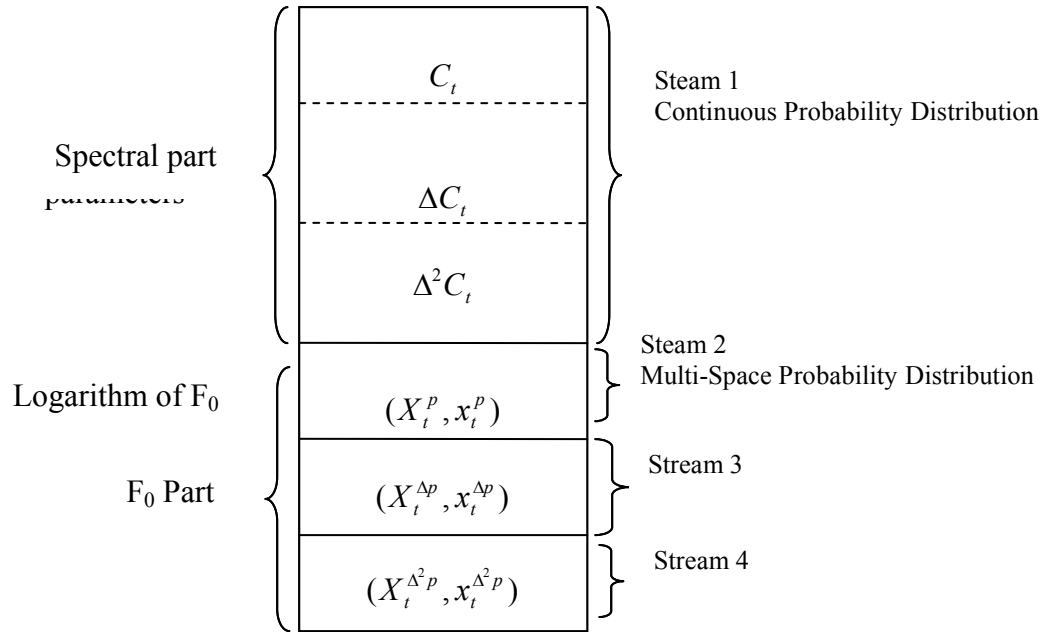 C_t
Steam 1
Continuous Probability Distribution
Spectral part
parameters
ΔC_t
Δ²C_t
Steam 2
Multi-Space Probability Distribution
Logarithm of F₀
(X_t^p, x_t^p)
Stream 3
F₀ Part
(X_t^{Δp}, x_t^{Δp})
Stream 4
(X_t^{Δ²p}, x_t^{Δ²p})